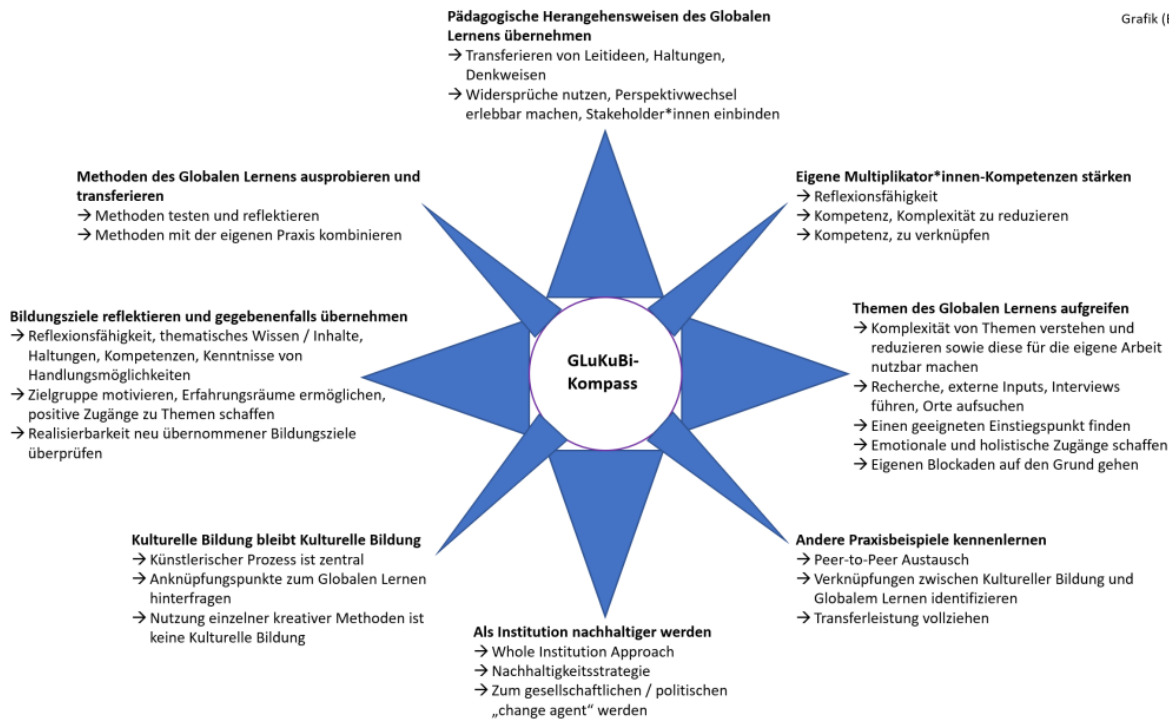 Pädagogische Herangehensweisen des Globalen
Lernens übernehmen
→ Transferieren von Leitideen, Haltungen,
Denkweisen
→ Widersprüche nutzen, Perspektivwechsel
erlebbar machen, Stakeholder*innen einbinden
Grafik (E
Methoden des Globalen Lernens ausprobieren und
transferieren
→ Methoden testen und reflektieren
→ Methoden mit der eigenen Praxis kombinieren
Eigene Multiplikator*innen-Kompetenzen stärken
→ Reflexionsfähigkeit
→ Kompetenz, Komplexität zu reduzieren
→ Kompetenz, zu verknüpfen
Bildungsziele reflektieren und gegebenenfalls übernehmen
→ Reflexionsfähigkeit, thematisches Wissen / Inhalte,
Haltungen, Kompetenzen, Kenntnisse von
Handlungsmöglichkeiten
→ Zielgruppe motivieren, Erfahrungsräume ermöglichen,
positive Zugänge zu Themen schaffen
→ Realisierbarkeit neu übernommener Bildungsziele
überprüfen
GLuKuBi-
Kompass
Themen des Globalen Lernens aufgreifen
→ Komplexität von Themen verstehen und
reduzieren sowie diese für die eigene Arbeit
nutzbar machen
→ Recherche, externe Inputs, Interviews
führen, Orte aufsuchen
→ Einen geeigneten Einstiegspunkt finden
→ Emotionale und holistische Zugänge schaffen
→ Eigenen Blockaden auf den Grund gehen
Kulturelle Bildung bleibt Kulturelle Bildung
→ Künstlerischer Prozess ist zentral
→ Anknüpfungspunkte zum Globalen Lernen
hinterfragen
→ Nutzung einzelner kreativer Methoden ist
keine Kulturelle Bildung
Als Institution nachhaltiger werden
→ Whole Institution Approach
→ Nachhaltigkeitsstrategie
→ Zum gesellschaftlichen / politischen
„change agent“ werden
Andere Praxisbeispiele kennenlernen
→ Peer-to-Peer Austausch
→ Verknüpfungen zwischen Kultureller Bildung und
Globalem Lernen identifizieren
→ Transferleistung vollziehen